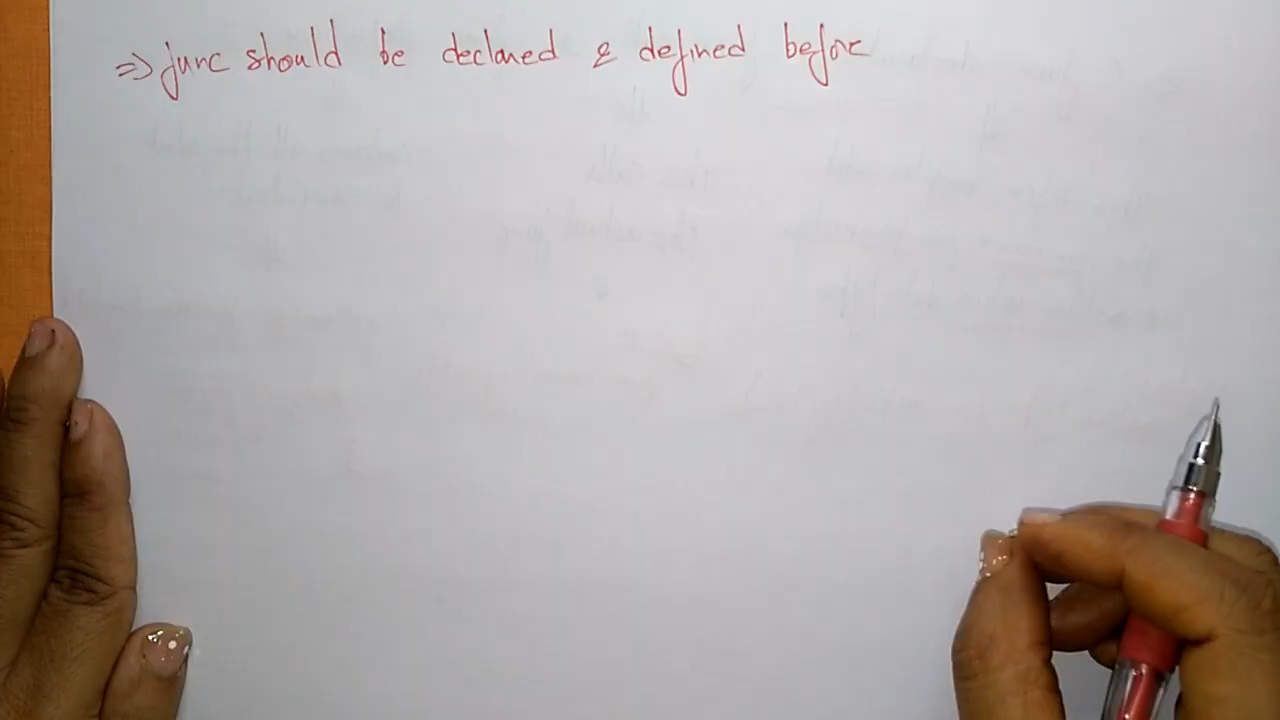 => func should be declared & defined before